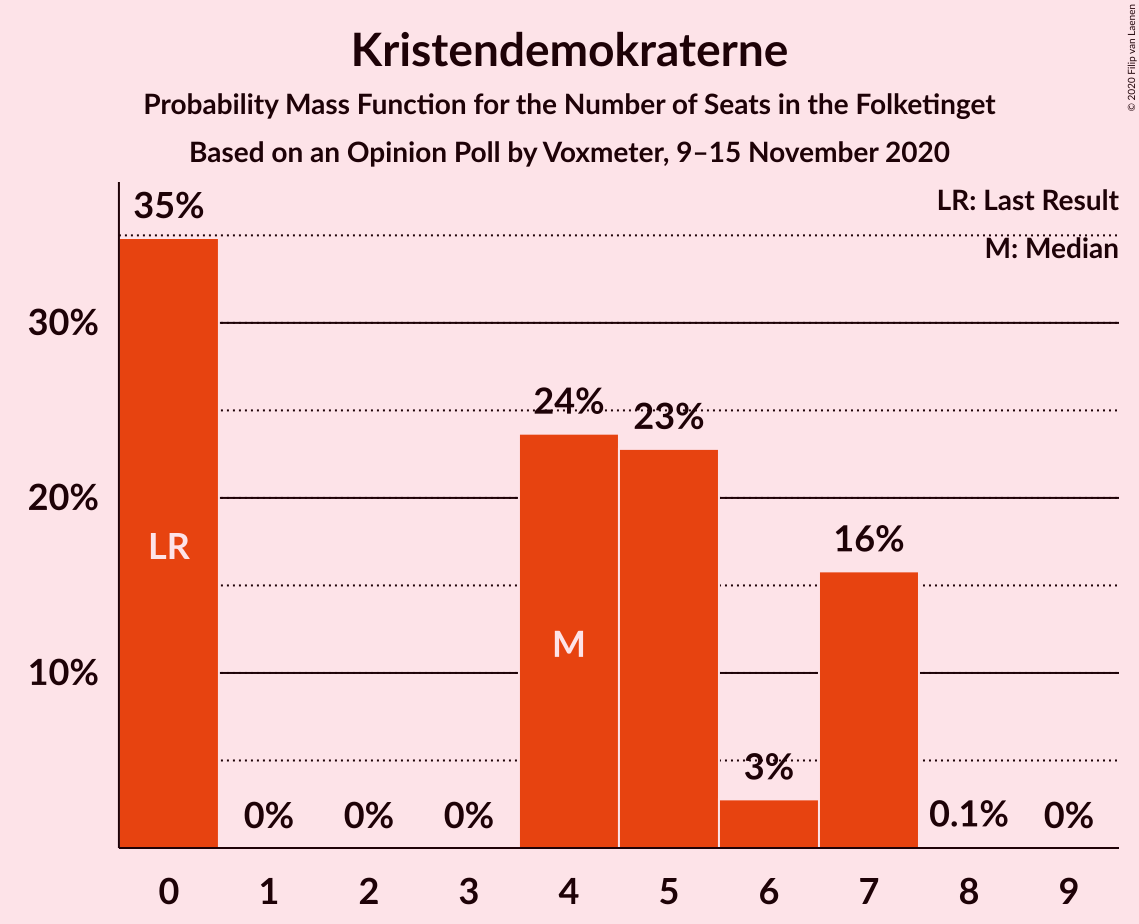 Kristendemokraterne
Probability Mass Function for the Number of Seats in the Folketinget
Based on an Opinion Poll by Voxmeter, 9–15 November 2020
© 2020 Filip van Laenen
LR: Last Result
M: Median
35%
30%
24%
23%
20%
16%
10%
3%
0%
0%
0%
0.1%
0%
LR
M
0
1
2
3
4
5
6
7
8
9